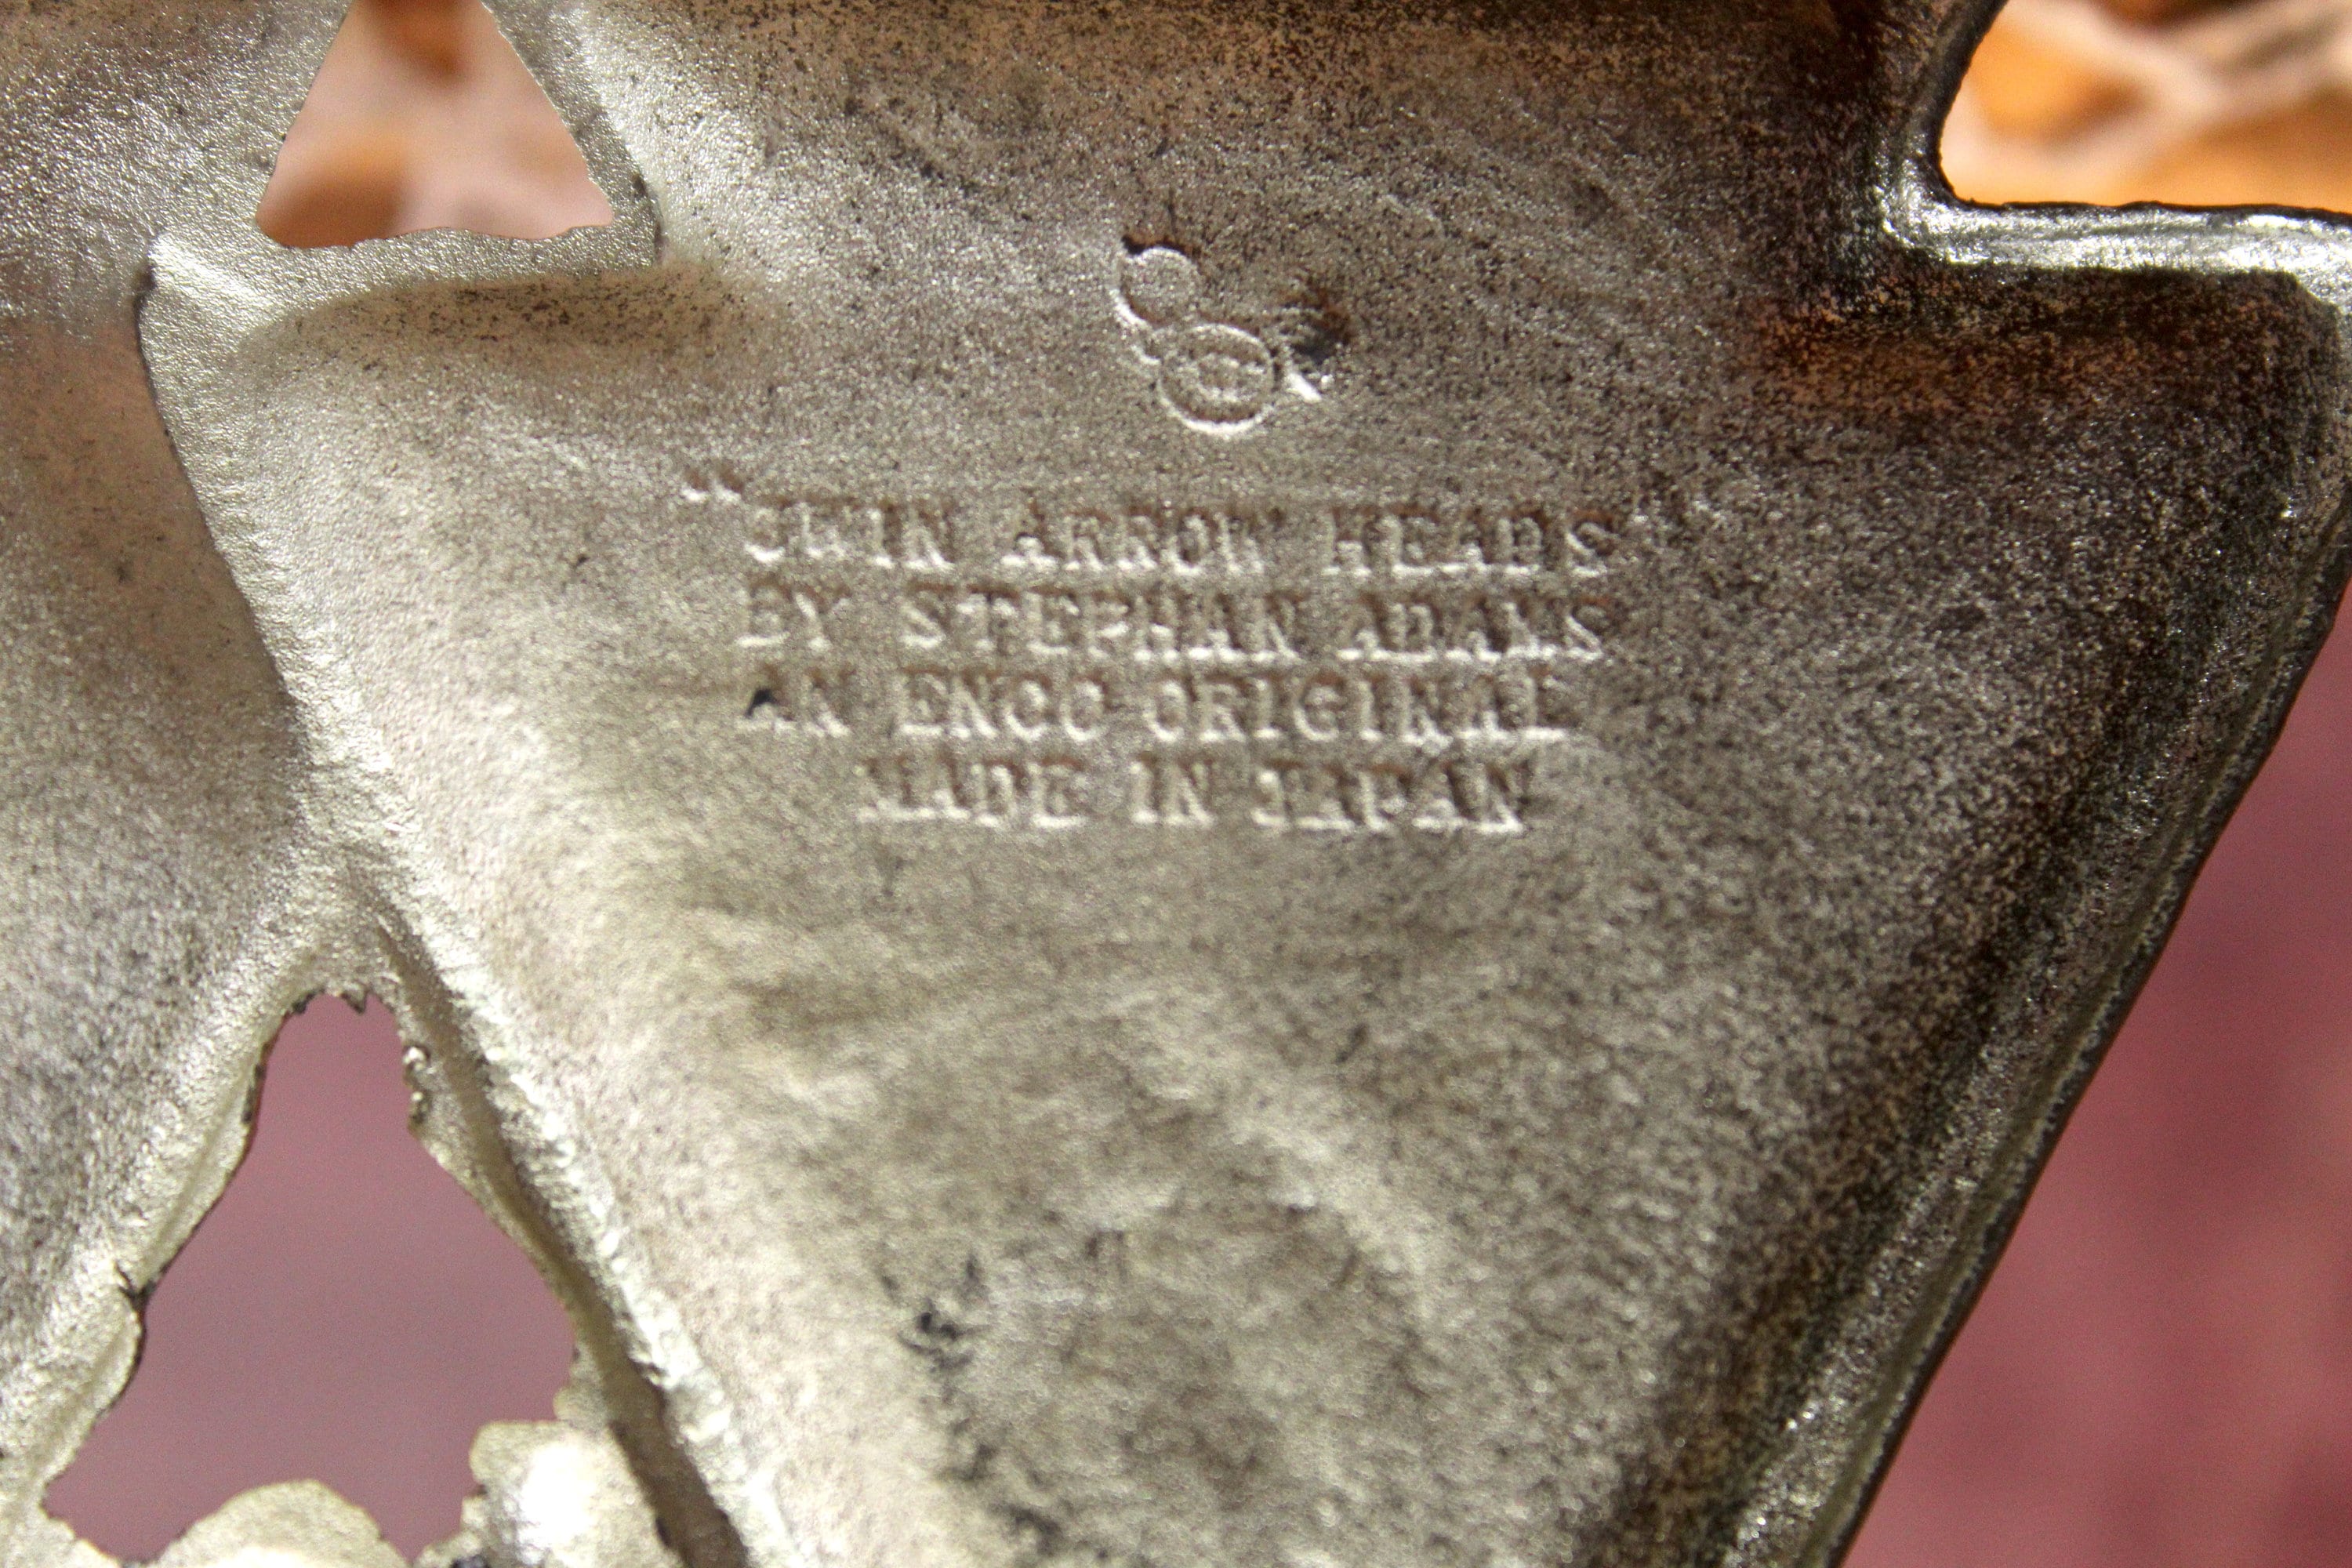 "TWIN ARROW HEADS"
BY STEPHAN ADAMS
AN ENCO ORIGINAL
MADE IN JAPAN